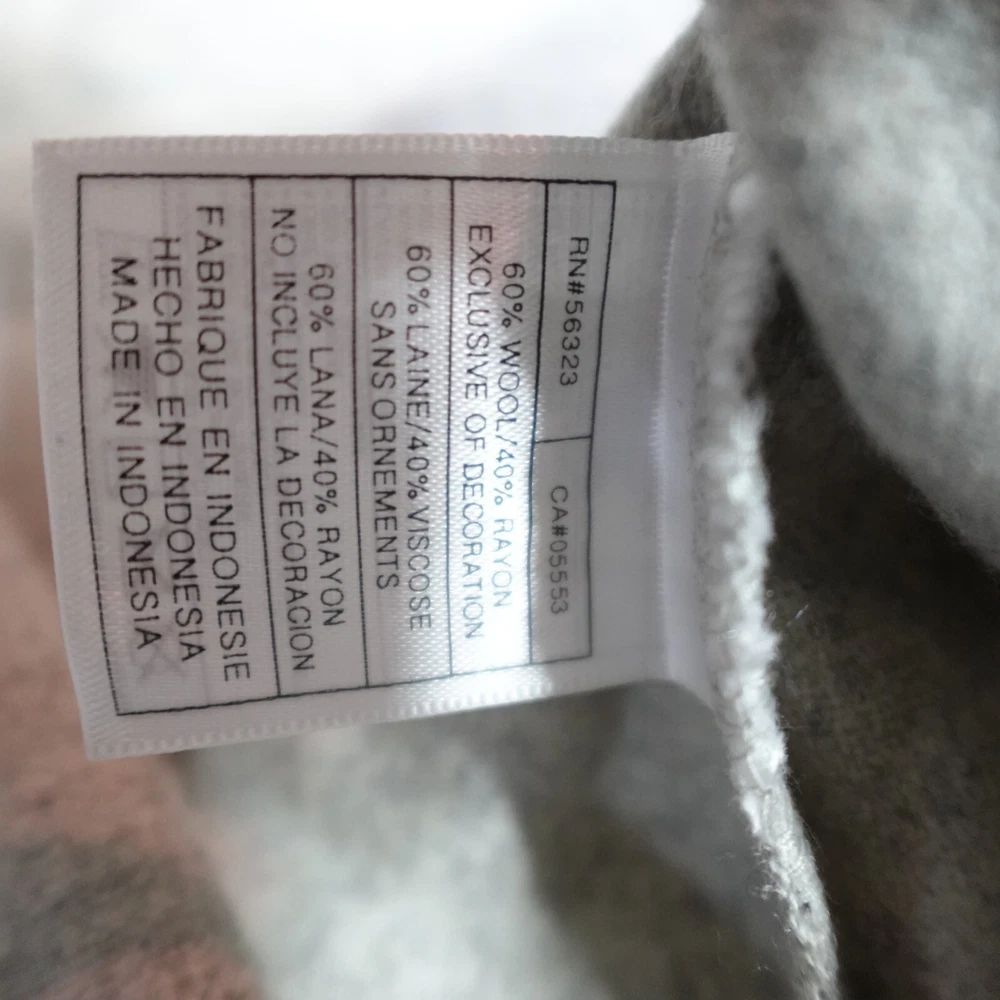 RN#56323 CA#05553
60% WOOL/40% RAYON
EXCLUSIVE OF DECORATION
60% LAINE/40% VISCOSE
SANS ORNEMENTS
60% LANA/40% RAYON
NO INCLUYE LA DECORACION
FABRIQUE EN INDONESIE
HECHO EN INDONESIA
MADE IN INDONESIA